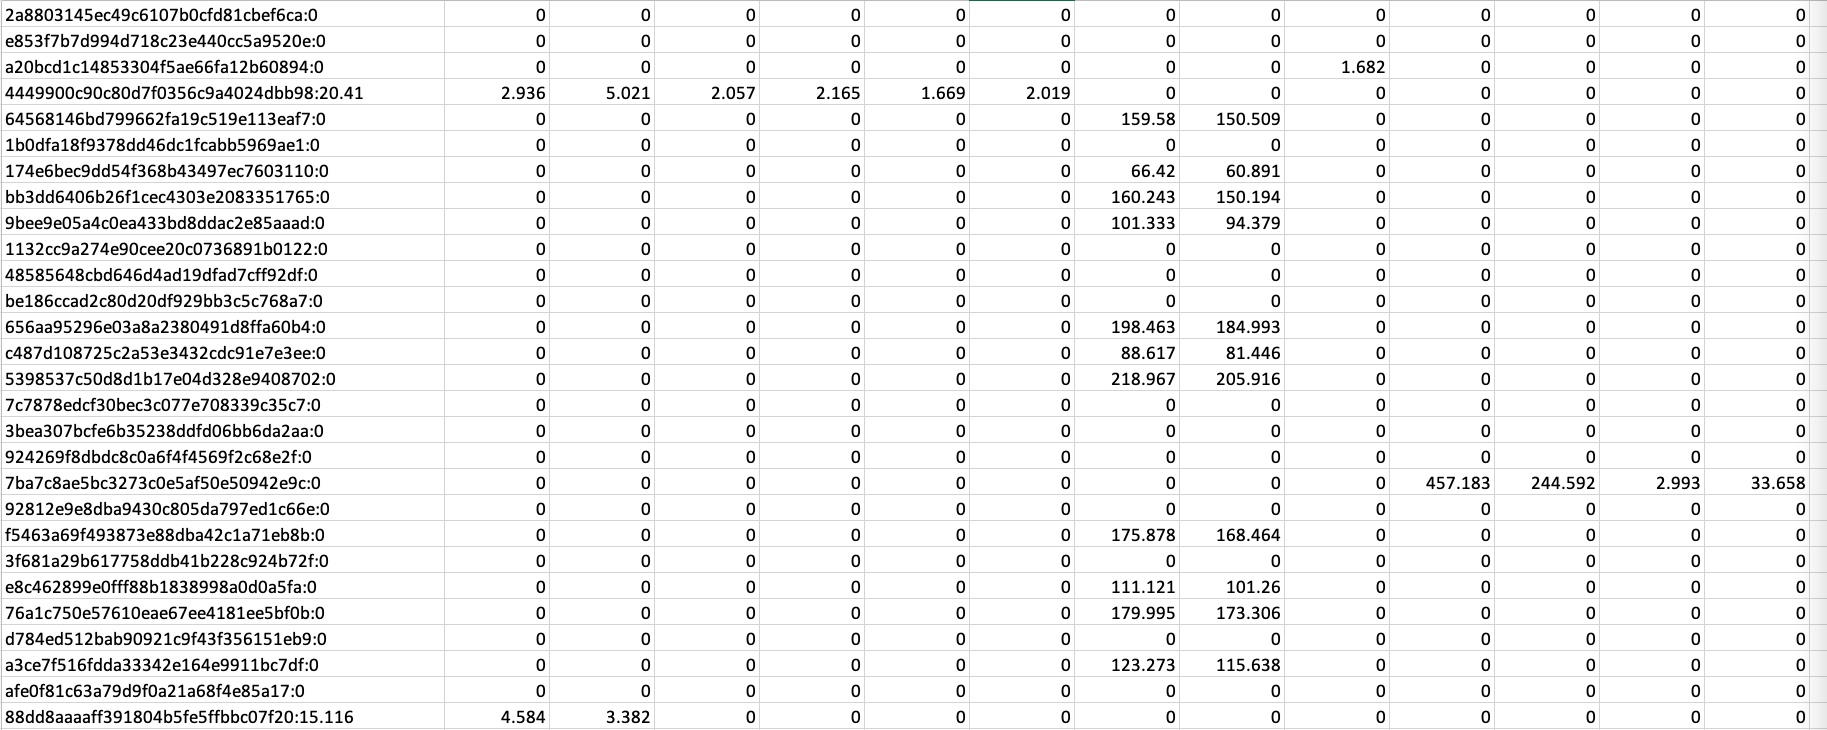 2a8803145ec49c6107b0cfd81cbef6ca:0 0 0 0 0 0 0 0 0 0 0 0 0 0
e853f7b7d994d718c23e440cc5a9520e:0 0 0 0 0 0 0 0 0 0 0 0 0 0
a20bcd1c14853304f5ae66fa12b60894:0 0 0 0 0 0 0 0 0 1.682 0 0 0 0
4449900c90c80d7f0356c9a4024dbb98:20.41 2.936 5.021 2.057 2.165 1.669 2.019 0 0 0 0 0 0 0
64568146bd799662fa19c519e113eaf7:0 0 0 0 0 0 0 159.58 150.509 0 0 0 0 0
1b0dfa18f9378dd46dc1fcabb5969ae1:0 0 0 0 0 0 0 0 0 0 0 0 0 0
174e6bec9dd54f368b43497ec7603110:0 0 0 0 0 0 0 66.42 60.891 0 0 0 0 0
bb3dd6406b26f1cec4303e2083351765:0 0 0 0 0 0 0 160.243 150.194 0 0 0 0 0
9bee9e05a4c0ea433bd8ddac2e85aaad:0 0 0 0 0 0 0 101.333 94.379 0 0 0 0 0
1132cc9a274e90cee20c0736891b0122:0 0 0 0 0 0 0 0 0 0 0 0 0 0
48585648cbd646d4ad19dfad7cff92df:0 0 0 0 0 0 0 0 0 0 0 0 0 0
be186ccad2c80d20df929bb3c5c768a7:0 0 0 0 0 0 0 0 0 0 0 0 0 0
656aa95296e03a8a2380491d8ffa60b4:0 0 0 0 0 0 0 198.463 184.993 0 0 0 0 0
c487d108725c2a53e3432cdc91e7e3ee:0 0 0 0 0 0 0 88.617 81.446 0 0 0 0 0
5398537c50d8d1b17e04d328e9408702:0 0 0 0 0 0 0 218.967 205.916 0 0 0 0 0
7c7878edcf30bec3c077e708339c35c7:0 0 0 0 0 0 0 0 0 0 0 0 0 0
3bea307bcfe6b35238ddfd06bb6da2aa:0 0 0 0 0 0 0 0 0 0 0 0 0 0
924269f8dbdc8c0a6f4f4569f2c68e2f:0 0 0 0 0 0 0 0 0 0 0 0 0 0
7ba7c8ae5bc3273c0e5af50e50942e9c:0 0 0 0 0 0 0 0 0 0 457.183 244.592 2.993 33.658
92812e9e8dba9430c805da797ed1c66e:0 0 0 0 0 0 0 0 0 0 0 0 0 0
f5463a69f493873e88dba42c1a71eb8b:0 0 0 0 0 0 0 175.878 168.464 0 0 0 0 0
3f681a29b617758ddb41b228c924b72f:0 0 0 0 0 0 0 0 0 0 0 0 0 0
e8c462899e0fff88b1838998a0d0a5fa:0 0 0 0 0 0 0 111.121 101.26 0 0 0 0 0
76a1c750e57610eae67ee4181ee5bf0b:0 0 0 0 0 0 0 179.995 173.306 0 0 0 0 0
d784ed512bab90921c9f43f356151eb9:0 0 0 0 0 0 0 0 0 0 0 0 0 0
a3ce7f516fdda33342e164e9911bc7df:0 0 0 0 0 0 0 123.273 115.638 0 0 0 0 0
afe0f81c63a79d9f0a21a68f4e85a17:0 0 0 0 0 0 0 0 0 0 0 0 0 0
88dd8aaaaff391804b5fe5ffbbc07f20:15.116 4.584 3.382 0 0 0 0 0 0 0 0 0 0 0